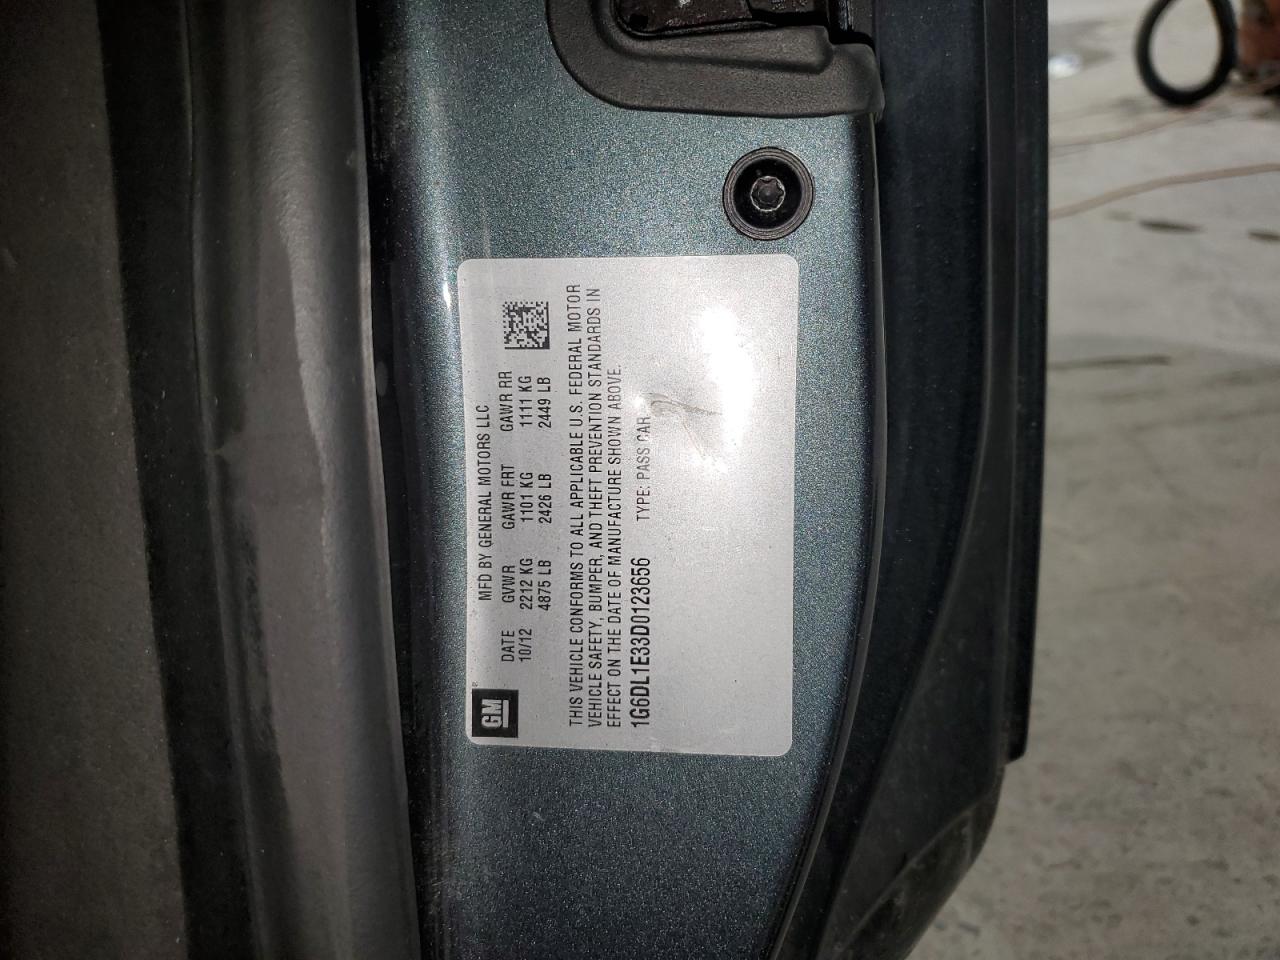 GM
MFD BY GENERAL MOTORS LLC
DATE GVWR GAWR FRT GAWR RR
10/12 2212 KG 1101 KG 1111 KG
4875 LB 2426 LB 2449 LB
THIS VEHICLE CONFORMS TO ALL APPLICABLE U.S. FEDERAL MOTOR
VEHICLE SAFETY, BUMPER, AND THEFT PREVENTION STANDARDS IN
EFFECT ON THE DATE OF MANUFACTURE SHOWN ABOVE.
1G6DL1E33D0123656 TYPE: PASS CAR